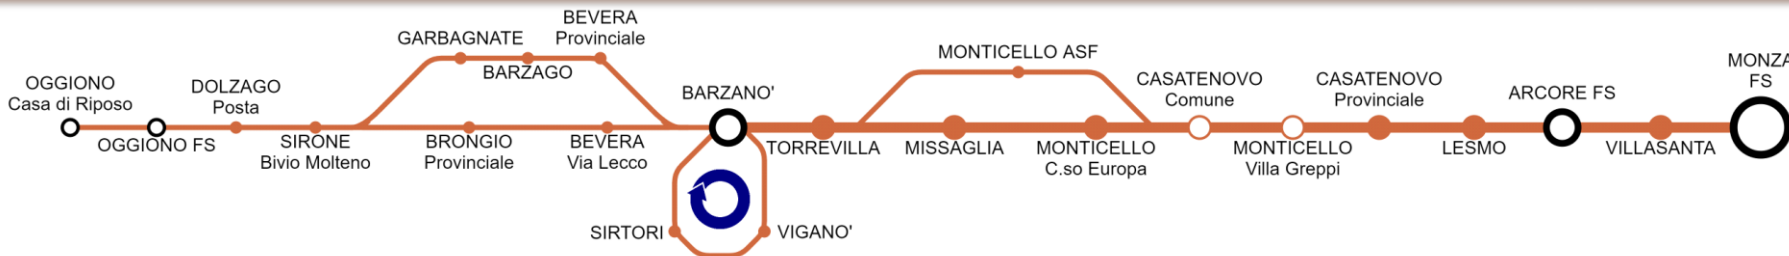 OGGIONO
Casa di Riposo
OGGIONO FS
DOLZAGO
Posta
SIRONE
Bivio Molteno
GARBAGNATE
BARZAGO
BEVERA
Provinciale
BRONGIO
Provinciale
BEVERA
Via Lecco
BARZANO'
SIRTORI
VIGANO'
TORREVILLA
MISSAGLIA
MONTICELLO ASF
MONTICELLO
C.so Europa
CASATENOVO
Comune
MONTICELLO
Villa Greppi
CASATENOVO
Provinciale
LESMO
ARCORE FS
VILLASANTA
MONZA
FS